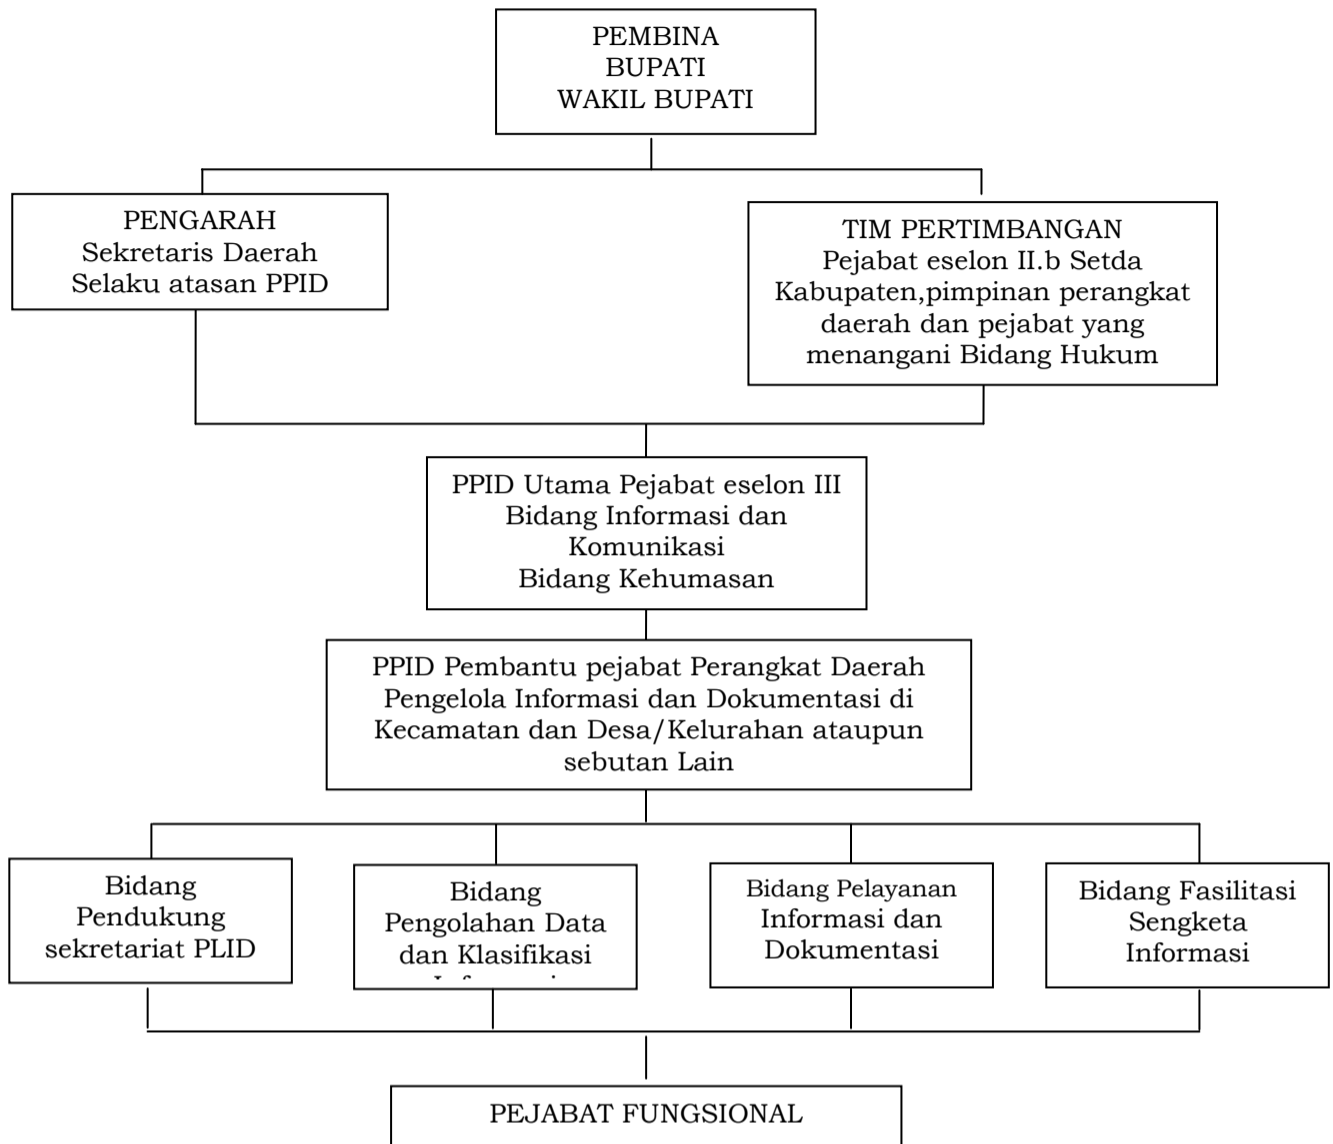 PEMBINA
BUPATI
WAKIL BUPATI
PENGARAH
Sekretaris Daerah
Selaku atasan PPID
TIM PERTIMBANGAN
Pejabat eselon II.b Setda
Kabupaten,pimpinan perangkat
daerah dan pejabat yang
menangani Bidang Hukum
PPID Utama Pejabat eselon III
Bidang Informasi dan
Komunikasi
Bidang Kehumasan
PPID Pembantu pejabat Perangkat Daerah
Pengelola Informasi dan Dokumentasi di
Kecamatan dan Desa/Kelurahan ataupun
sebutan Lain
Bidang
Pendukung
sekretariat PLID
Bidang
Pengolahan Data
dan Klasifikasi
Bidang Pelayanan
Informasi dan
Dokumentasi
Bidang Fasilitasi
Sengketa
Informasi
PEJABAT FUNGSIONAL